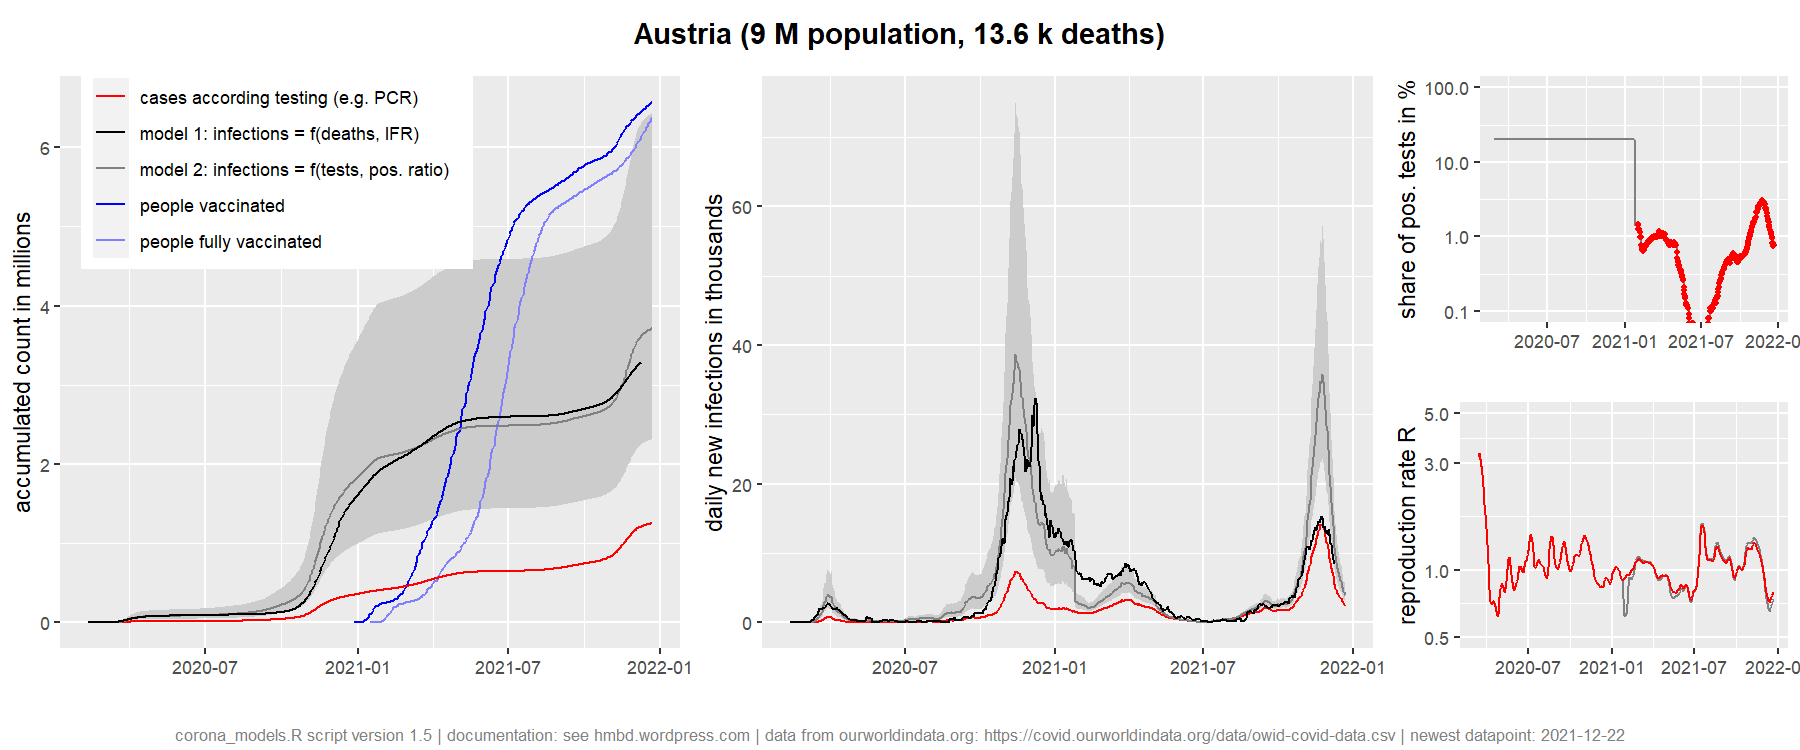 Austria (9 M population, 13.6 k deaths)
cases according testing (e.g. PCR)
model 1: infections = f(deaths, IFR)
model 2: infections = f(tests, pos. ratio)
people vaccinated
people fully vaccinated
accumulated count in millions
6
4
2
0
2020-07 2021-01 2021-07 2022-01
daily new infections in thousands
60
40
20
0
2020-07 2021-01 2021-07 2022-01
share of pos. tests in %
100.0
10.0
1.0
0.1
2020-07 2021-01 2021-07 2022-0
reproduction rate R
5.0
3.0
1.0
0.5
2020-07 2021-01 2021-07 2022-0
corona_models.R script version 1.5 | documentation: see hmbd.wordpress.com | data from ourworldindata.org: https://covid.ourworldindata.org/data/owid-covid-data.csv | newest datapoint: 2021-12-22